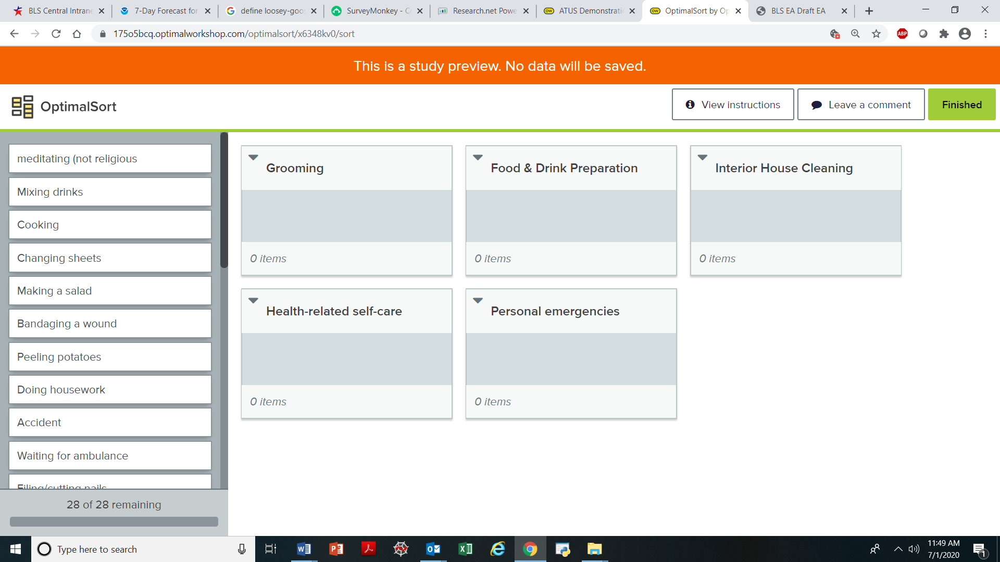 BLS Central Intrane
7-Day Forecast for
define loosey-goo
SurveyMonkey - C
Research.net Powe
ATUS Demonstrati
OptimalSort by Op
BLS EA Draft EA
175o5bcq.optimalworkshop.com/optimalsort/x6348kv0/sort
ABP
This is a study preview. No data will be saved.
OptimalSort
View instructions
Leave a comment
Finished
meditating (not religious
Mixing drinks
Cooking
Changing sheets
Making a salad
Bandaging a wound
Peeling potatoes
Doing housework
Accident
Waiting for ambulance
Filing/cutting nails
28 of 28 remaining
Grooming
0 items
Food & Drink Preparation
0 items
Interior House Cleaning
0 items
Health-related self-care
0 items
Personal emergencies
0 items
Type here to search
11:49 AM
7/1/2020
1